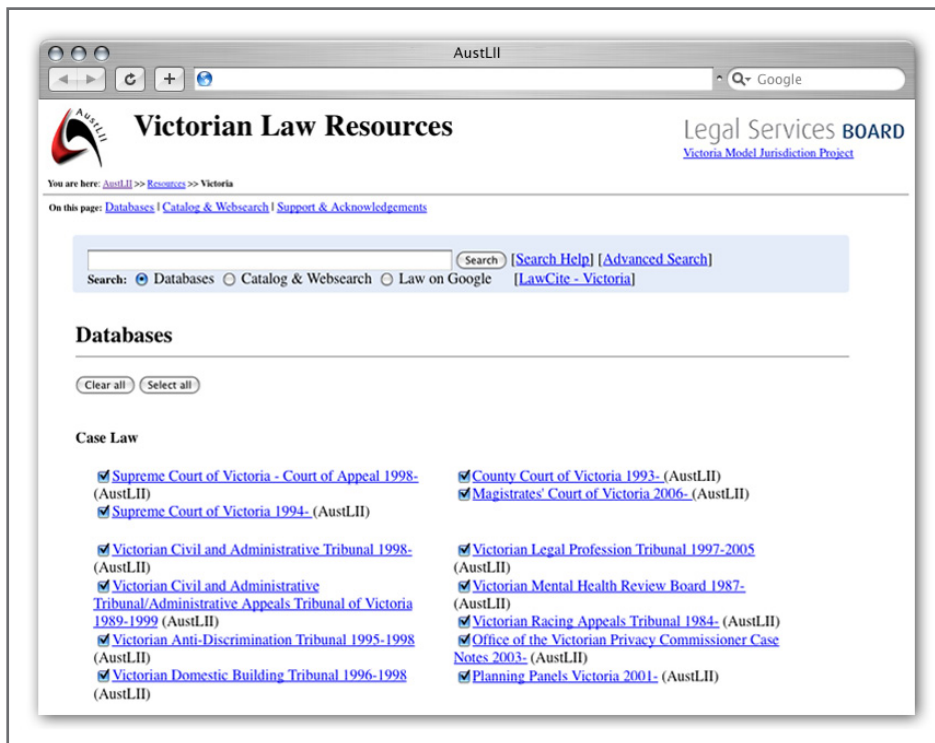 AustLII
Google
AustLII
Victorian Law Resources
Legal Services BOARD
Victoria Model Jurisdiction Project
You are here: AustLII >> Resources >> Victoria
On this page: Databases | Catalog & Websearch | Support & Acknowledgements
Search [Search Help] [Advanced Search]
Search: Databases Catalog & Websearch Law on Google [LawCite - Victoria]
Databases
Clear all Select all
Case Law
Supreme Court of Victoria - Court of Appeal 1998-
(AustLII)
Supreme Court of Victoria 1994- (AustLII)
County Court of Victoria 1993- (AustLII)
Magistrates' Court of Victoria 2006- (AustLII)
Victorian Civil and Administrative Tribunal 1998-
(AustLII)
Victorian Civil and Administrative
Tribunal/Administrative Appeals Tribunal of Victoria
1989-1999 (AustLII)
Victorian Anti-Discrimination Tribunal 1995-1998
(AustLII)
Victorian Domestic Building Tribunal 1996-1998
(AustLII)
Victorian Legal Profession Tribunal 1997-2005
(AustLII)
Victorian Mental Health Review Board 1987-
(AustLII)
Victorian Racing Appeals Tribunal 1984- (AustLII)
Office of the Victorian Privacy Commissioner Case
Notes 2003- (AustLII)
Planning Panels Victoria 2001- (AustLII)